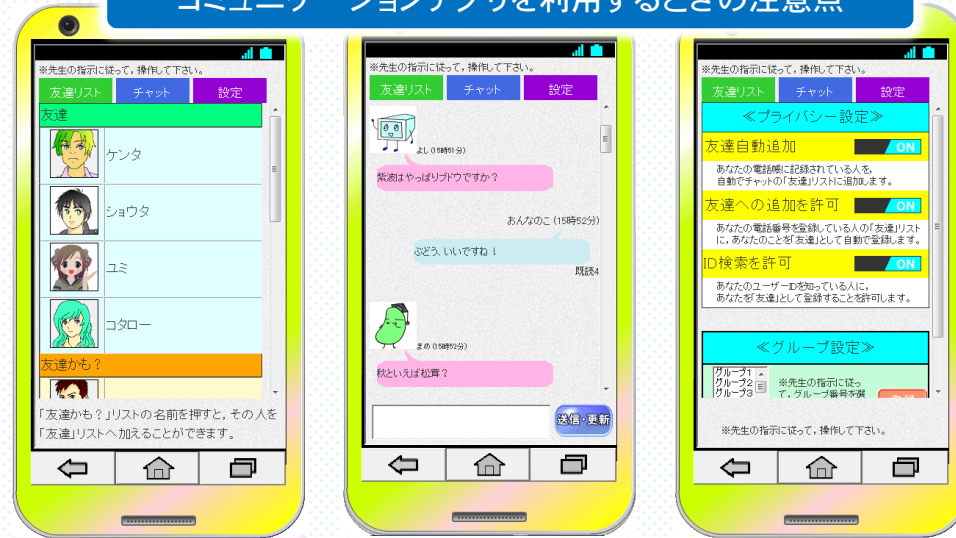 コミュニケーションアプリを利用するときの注意点
※先生の指示に従って，操作して下さい。
友達リスト
チャット
設定
友達
ケンタ
ショウタ
ユミ
コタロー
友達かも？
「友達かも？」リストの名前を押すと，その人を
「友達」リストへ加えることができます。
※先生の指示に従って，操作して下さい。
友達リスト
チャット
設定
よし(15時51分)
紫波はやっぱりブドウですか？
おんなのこ(15時52分)
ぶどう、いいですね！
既読4
まめ(15時52分)
秋といえば松茸？
送信・更新
※先生の指示に従って，操作して下さい。
友達リスト
チャット
設定
≪プライバシー設定≫
友達自動追加
ON
あなたの電話帳に記録されている人を，
自動でチャットの「友達」リストに追加します。
友達への追加を許可
ON
あなたの電話番号を登録している人の「友達」リスト
に，あなたのことを「友達」として自動で登録します。
ID検索を許可
ON
あなたのユーザーIDを知っている人に，
あなたを「友達」として登録することを許可します。
≪グループ設定≫
グループ1
グループ2
グループ3
※先生の指示に従っ
て，グループ番号を選
※先生の指示に従って，操作して下さい。